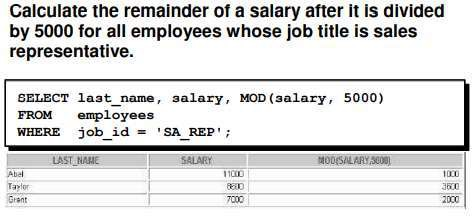 Calculate the remainder of a salary after it is divided
by 5000 for all employees whose job title is sales
representative.
SELECT last_name, salary, MOD(salary, 5000)
FROM employees
WHERE job_id = 'SA_REP';
LAST_NAME SALARY MOD(SALARY,5000)
Abel 11000 1000
Taylor 8600 3600
Grant 7000 2000